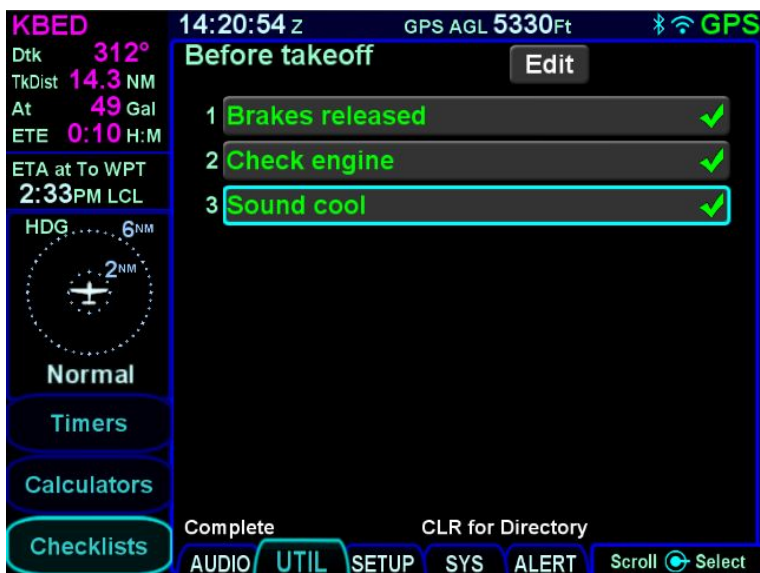 KBED
Dtk 312°
TkDist 14.3 NM
At 49 Gal
ETE 0:10 H:M
ETA at To WPT
2:33PM LCL
HDG 6NM
2NM
Normal
Timers
Calculators
Checklists
14:20:54 Z GPS AGL 5330Ft GPS
Before takeoff Edit
1 Brakes released
2 Check engine
3 Sound cool
Complete CLR for Directory
AUDIO UTIL SETUP SYS ALERT Scroll Select